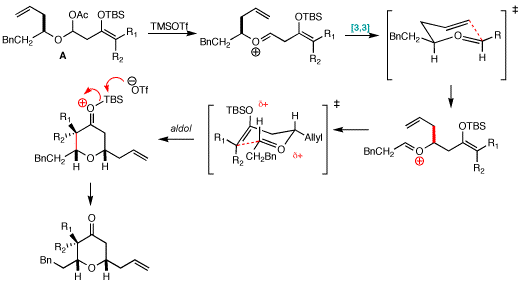 OAc OTBS
BnCH2 O R1
A R2
TMSOTf
OTBS
BnCH2 O ⊕ R1
R2
[3,3]
‡
BnCH2 O R
H H
⊖
OTf
⊕ O TBS
R1
R2
BnCH2 O
H H
aldol
‡
TBSO δ+ H
R1 H Allyl
R2 O δ+
CH2Bn
OTBS
R1
BnCH2 O R2
⊕
O
R1
R2
Bn O
H H